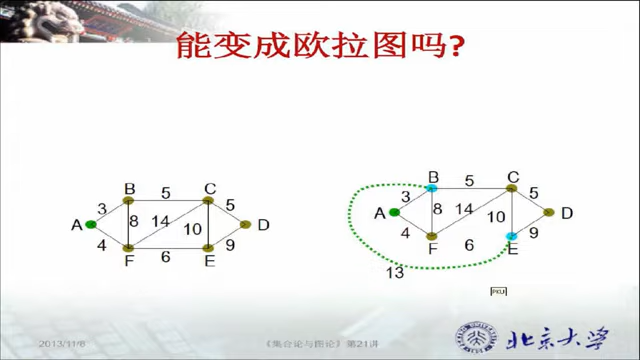 能变成欧拉图吗?
B 5 C
3 5
A 8 14 10 D
4 9
F 6 E
B 5 C
3 5
A 8 14 10 D
4 6 9
F E
13
PKU
2013/11/6 《集合论与图论》第21讲 北京大学